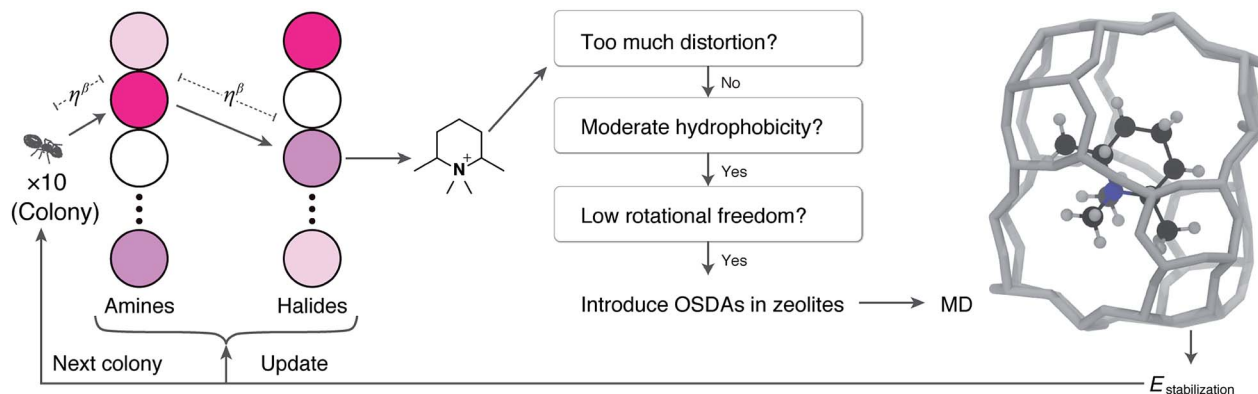 η^β
η^β
×10
(Colony)
Amines
Halides
Next colony
Update
N+
Too much distortion?
No
Moderate hydrophobicity?
Yes
Low rotational freedom?
Yes
Introduce OSDAs in zeolites
MD
E stabilization